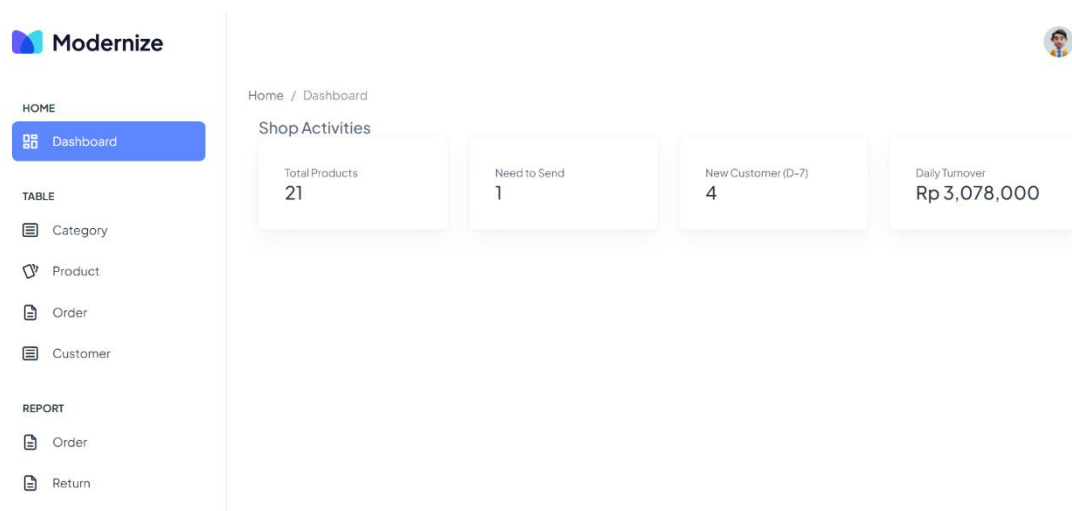 Modernize
HOME
Dashboard
TABLE
Category
Product
Order
Customer
REPORT
Order
Return
Home / Dashboard
Shop Activities
Total Products
21
Need to Send
1
New Customer (D-7)
4
Daily Turnover
Rp 3,078,000